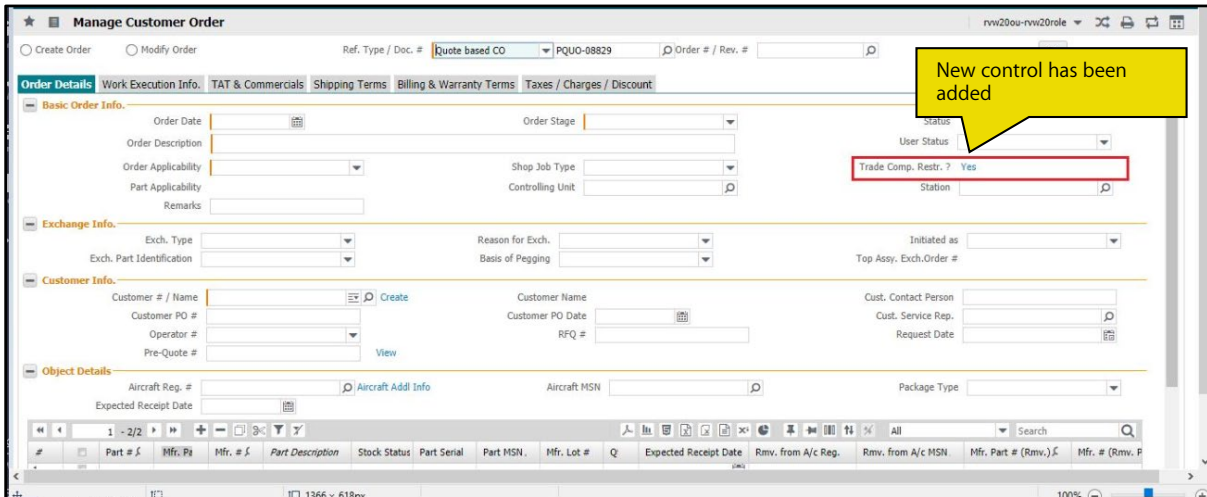 Manage Customer Order
rvw20ou-rvw20role
Create Order Modify Order Ref. Type / Doc. # Quote based CO PQUO-08829 Order # / Rev. #
New control has been
added
Order Details Work Execution Info. TAT & Commercials Shipping Terms Billing & Warranty Terms Taxes / Charges / Discount
Basic Order Info.
Order Date Order Stage Status
Order Description User Status
Order Applicability Shop Job Type Trade Comp. Restr. ? Yes
Part Applicability Controlling Unit Station
Remarks
Exchange Info.
Exch. Type Reason for Exch. Initiated as
Exch. Part Identification Basis of Pegging Top Assy. Exch.Order #
Customer Info.
Customer # / Name Create Customer Name Cust. Contact Person
Customer PO # Customer PO Date Cust. Service Rep.
Operator # RFQ # Request Date
Pre-Quote # View
Object Details
Aircraft Reg. # Aircraft Addl Info Aircraft MSN Package Type
Expected Receipt Date
1 - 2/2 All Search
# Part # Mfr. Pa Mfr. # Part Description Stock Status Part Serial Part MSN. Mfr. Lot # Q Expected Receipt Date Rmv. from A/c Reg. Rmv. from A/c MSN. Mfr. Part # (Rmv.) Mfr. # (Rmv. P
1366 × 618px 100%